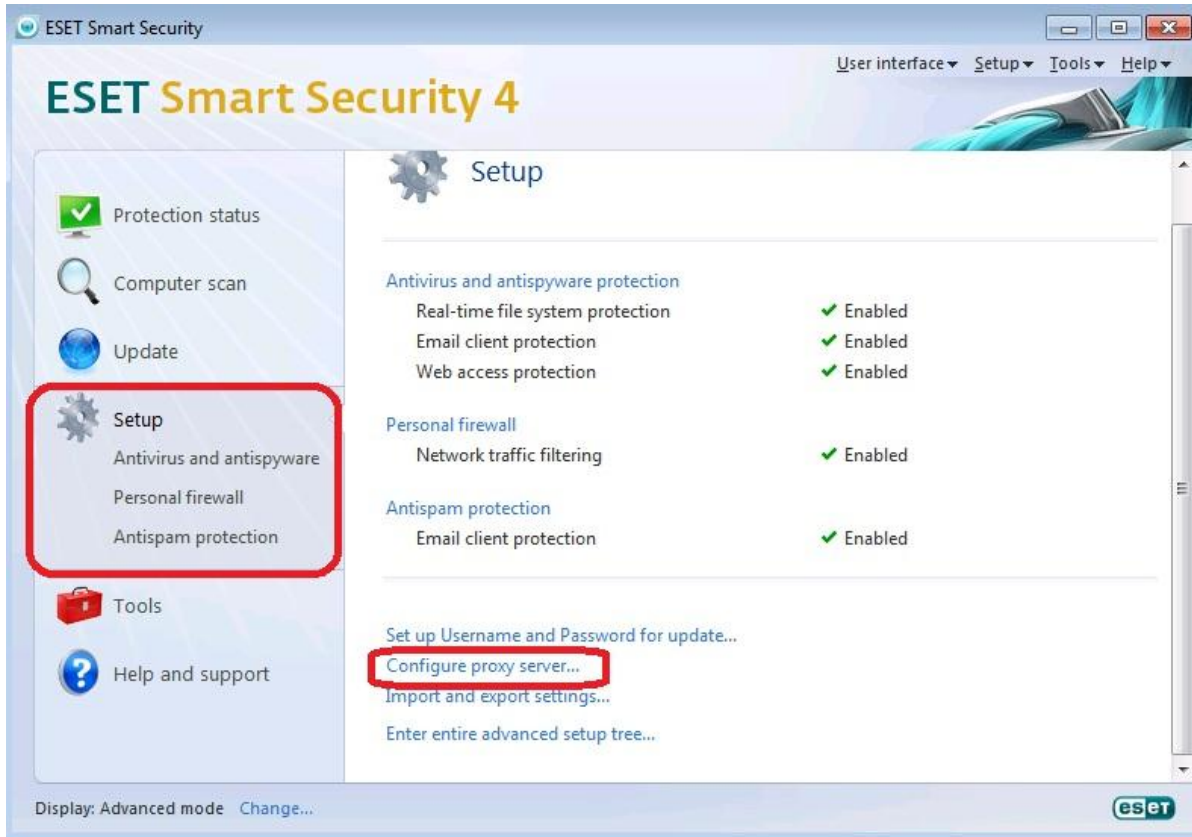 ESET Smart Security
User interface Setup Tools Help
ESET Smart Security 4
Protection status
Computer scan
Update
Setup
Antivirus and antispyware
Personal firewall
Antispam protection
Tools
Help and support
Setup
Antivirus and antispyware protection
Real-time file system protection Enabled
Email client protection Enabled
Web access protection Enabled
Personal firewall
Network traffic filtering Enabled
Antispam protection
Email client protection Enabled
Set up Username and Password for update...
Configure proxy server...
Import and export settings...
Enter entire advanced setup tree...
Display: Advanced mode Change...
eset